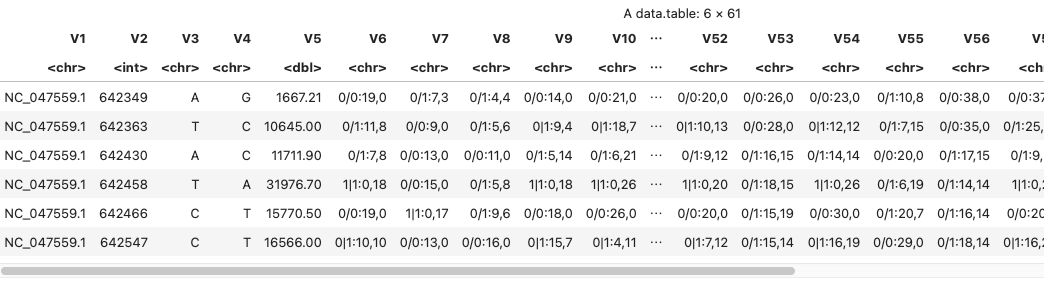 A data.table: 6 × 61
V1 V2 V3 V4 V5 V6 V7 V8 V9 V10 ⋯ V52 V53 V54 V55 V56
<chr> <int> <chr> <chr> <dbl> <chr> <chr> <chr> <chr> <chr> ⋯ <chr> <chr> <chr> <chr> <chr>
NC_047559.1 642349 A G 1667.21 0/0:19,0 0/1:7,3 0/1:4,4 0/0:14,0 0/0:21,0 ⋯ 0/0:20,0 0/0:26,0 0/0:23,0 0/1:10,8 0/0:38,0 0/0:37
NC_047559.1 642363 T C 10645.00 0/1:11,8 0/0:9,0 0/1:5,6 0|1:9,4 0|1:18,7 ⋯ 0|1:10,13 0/0:28,0 0|1:12,12 0/1:7,15 0/0:35,0 0/1:25,
NC_047559.1 642430 A C 11711.90 0/1:7,8 0/0:13,0 0/0:11,0 0/1:5,14 0/1:6,21 ⋯ 0/1:9,12 0/1:16,15 0/1:14,14 0/0:20,0 0/1:17,15 0/1:9,
NC_047559.1 642458 T A 31976.70 1|1:0,18 0/0:15,0 0/1:5,8 1|1:0,18 1|1:0,26 ⋯ 1|1:0,20 0/1:18,15 1|1:0,26 0/1:6,19 0/1:14,14 1|1:0,
NC_047559.1 642466 C T 15770.50 0/0:19,0 1|1:0,17 0/1:9,6 0/0:18,0 0/0:26,0 ⋯ 0/0:20,0 0/1:15,19 0/0:30,0 0/1:20,7 0/1:16,14 0/0:20
NC_047559.1 642547 C T 16566.00 0|1:10,10 0/0:13,0 0/0:16,0 0|1:15,7 0|1:4,11 ⋯ 0|1:7,12 0/1:15,14 0|1:16,19 0/0:29,0 0/1:18,14 0|1:16,